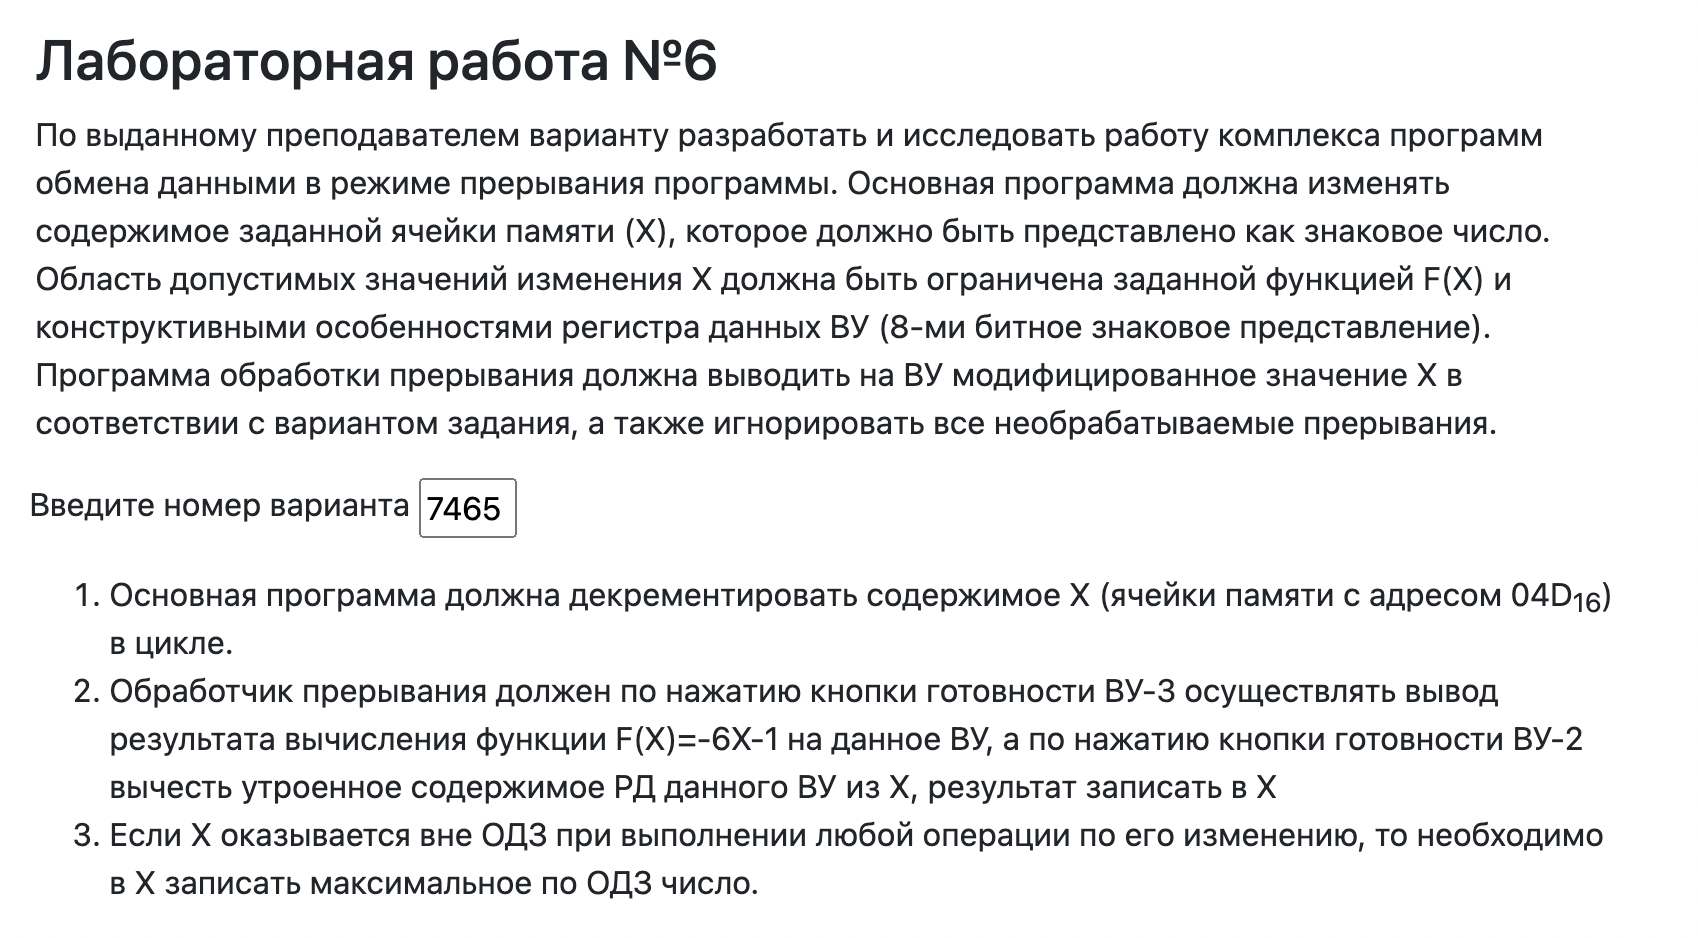 Лабораторная работа №6
По выданному преподавателем варианту разработать и исследовать работу комплекса программ
обмена данными в режиме прерывания программы. Основная программа должна изменять
содержимое заданной ячейки памяти (X), которое должно быть представлено как знаковое число.
Область допустимых значений изменения X должна быть ограничена заданной функцией F(X) и
конструктивными особенностями регистра данных ВУ (8-ми битное знаковое представление).
Программа обработки прерывания должна выводить на ВУ модифицированное значение X в
соответствии с вариантом задания, а также игнорировать все необрабатываемые прерывания.
Введите номер варианта 7465
1. Основная программа должна декрементировать содержимое X (ячейки памяти с адресом 04D₁₆)
в цикле.
2. Обработчик прерывания должен по нажатию кнопки готовности ВУ-3 осуществлять вывод
результата вычисления функции F(X)=-6X-1 на данное ВУ, а по нажатию кнопки готовности ВУ-2
вычесть утроенное содержимое РД данного ВУ из X, результат записать в X
3. Если X оказывается вне ОДЗ при выполнении любой операции по его изменению, то необходимо
в X записать максимальное по ОДЗ число.